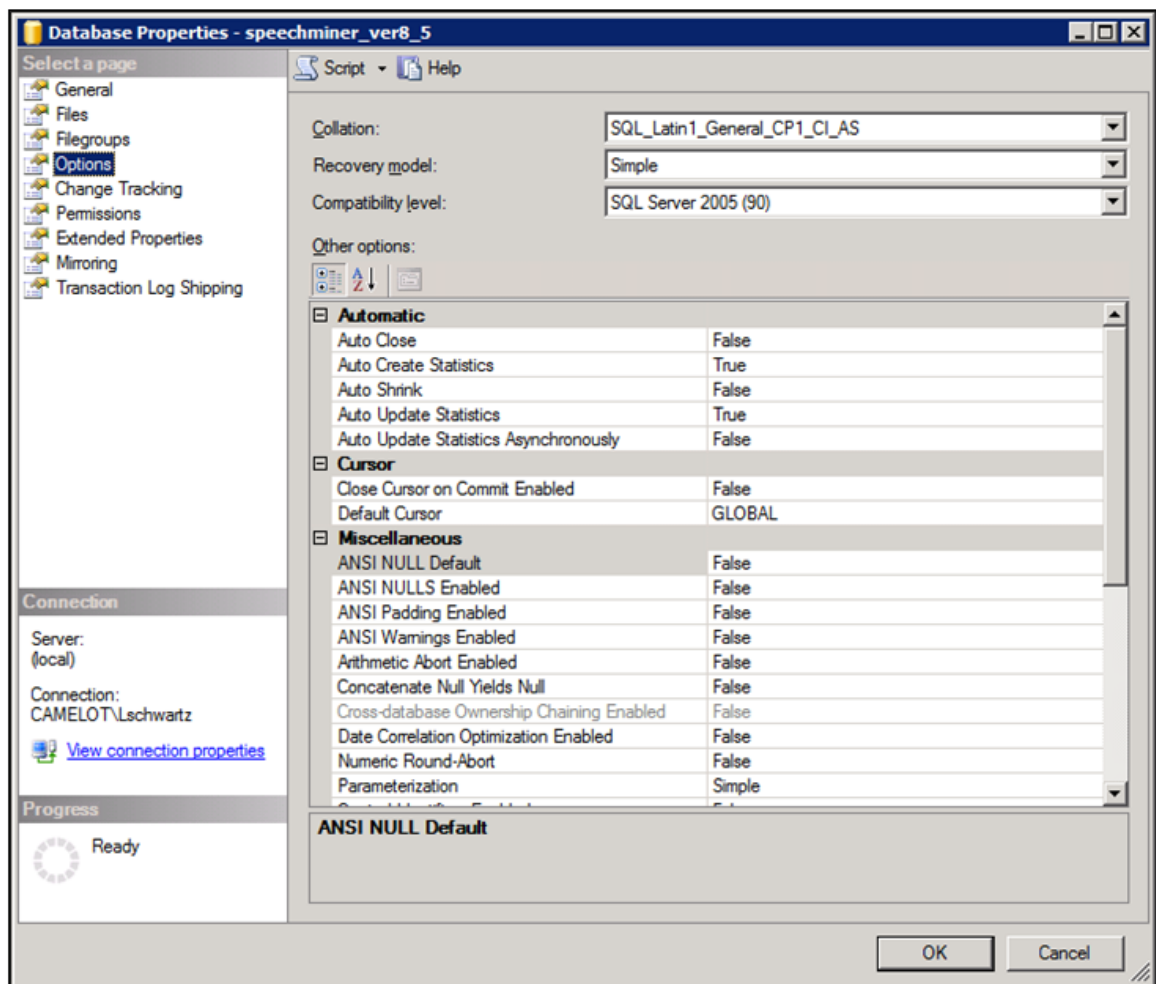 Database Properties - speechminer_ver8_5
Select a page
General
Files
Filegroups
Options
Change Tracking
Permissions
Extended Properties
Mirroring
Transaction Log Shipping
Connection
Server:
(local)
Connection:
CAMELOT\Lschwartz
View connection properties
Progress
Ready
Script Help
Collation: SQL_Latin1_General_CP1_CI_AS
Recovery model: Simple
Compatibility level: SQL Server 2005 (90)
Other options:
Automatic
Auto Close False
Auto Create Statistics True
Auto Shrink False
Auto Update Statistics True
Auto Update Statistics Asynchronously False
Cursor
Close Cursor on Commit Enabled False
Default Cursor GLOBAL
Miscellaneous
ANSI NULL Default False
ANSI NULLS Enabled False
ANSI Padding Enabled False
ANSI Warnings Enabled False
Arithmetic Abort Enabled False
Concatenate Null Yields Null False
Cross-database Ownership Chaining Enabled False
Date Correlation Optimization Enabled False
Numeric Round-Abort False
Parameterization Simple
ANSI NULL Default
OK Cancel